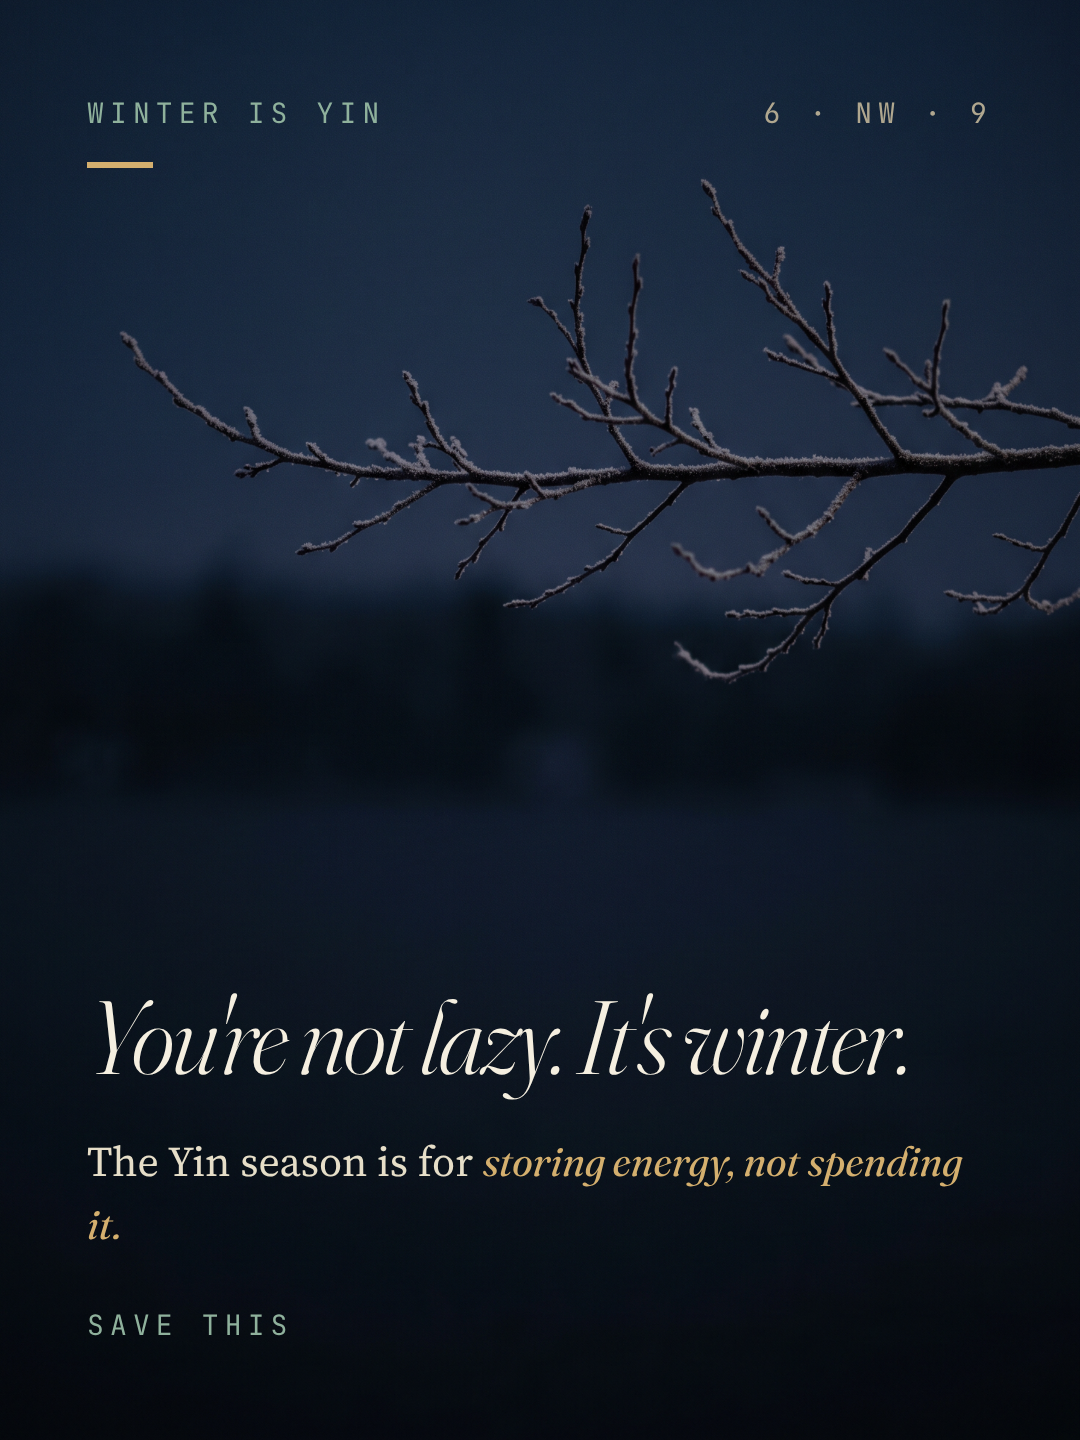 WINTER IS YIN
6 · NW · 9
You're not lazy. It's winter.
The Yin season is for storing energy, not spending
it.
SAVE THIS